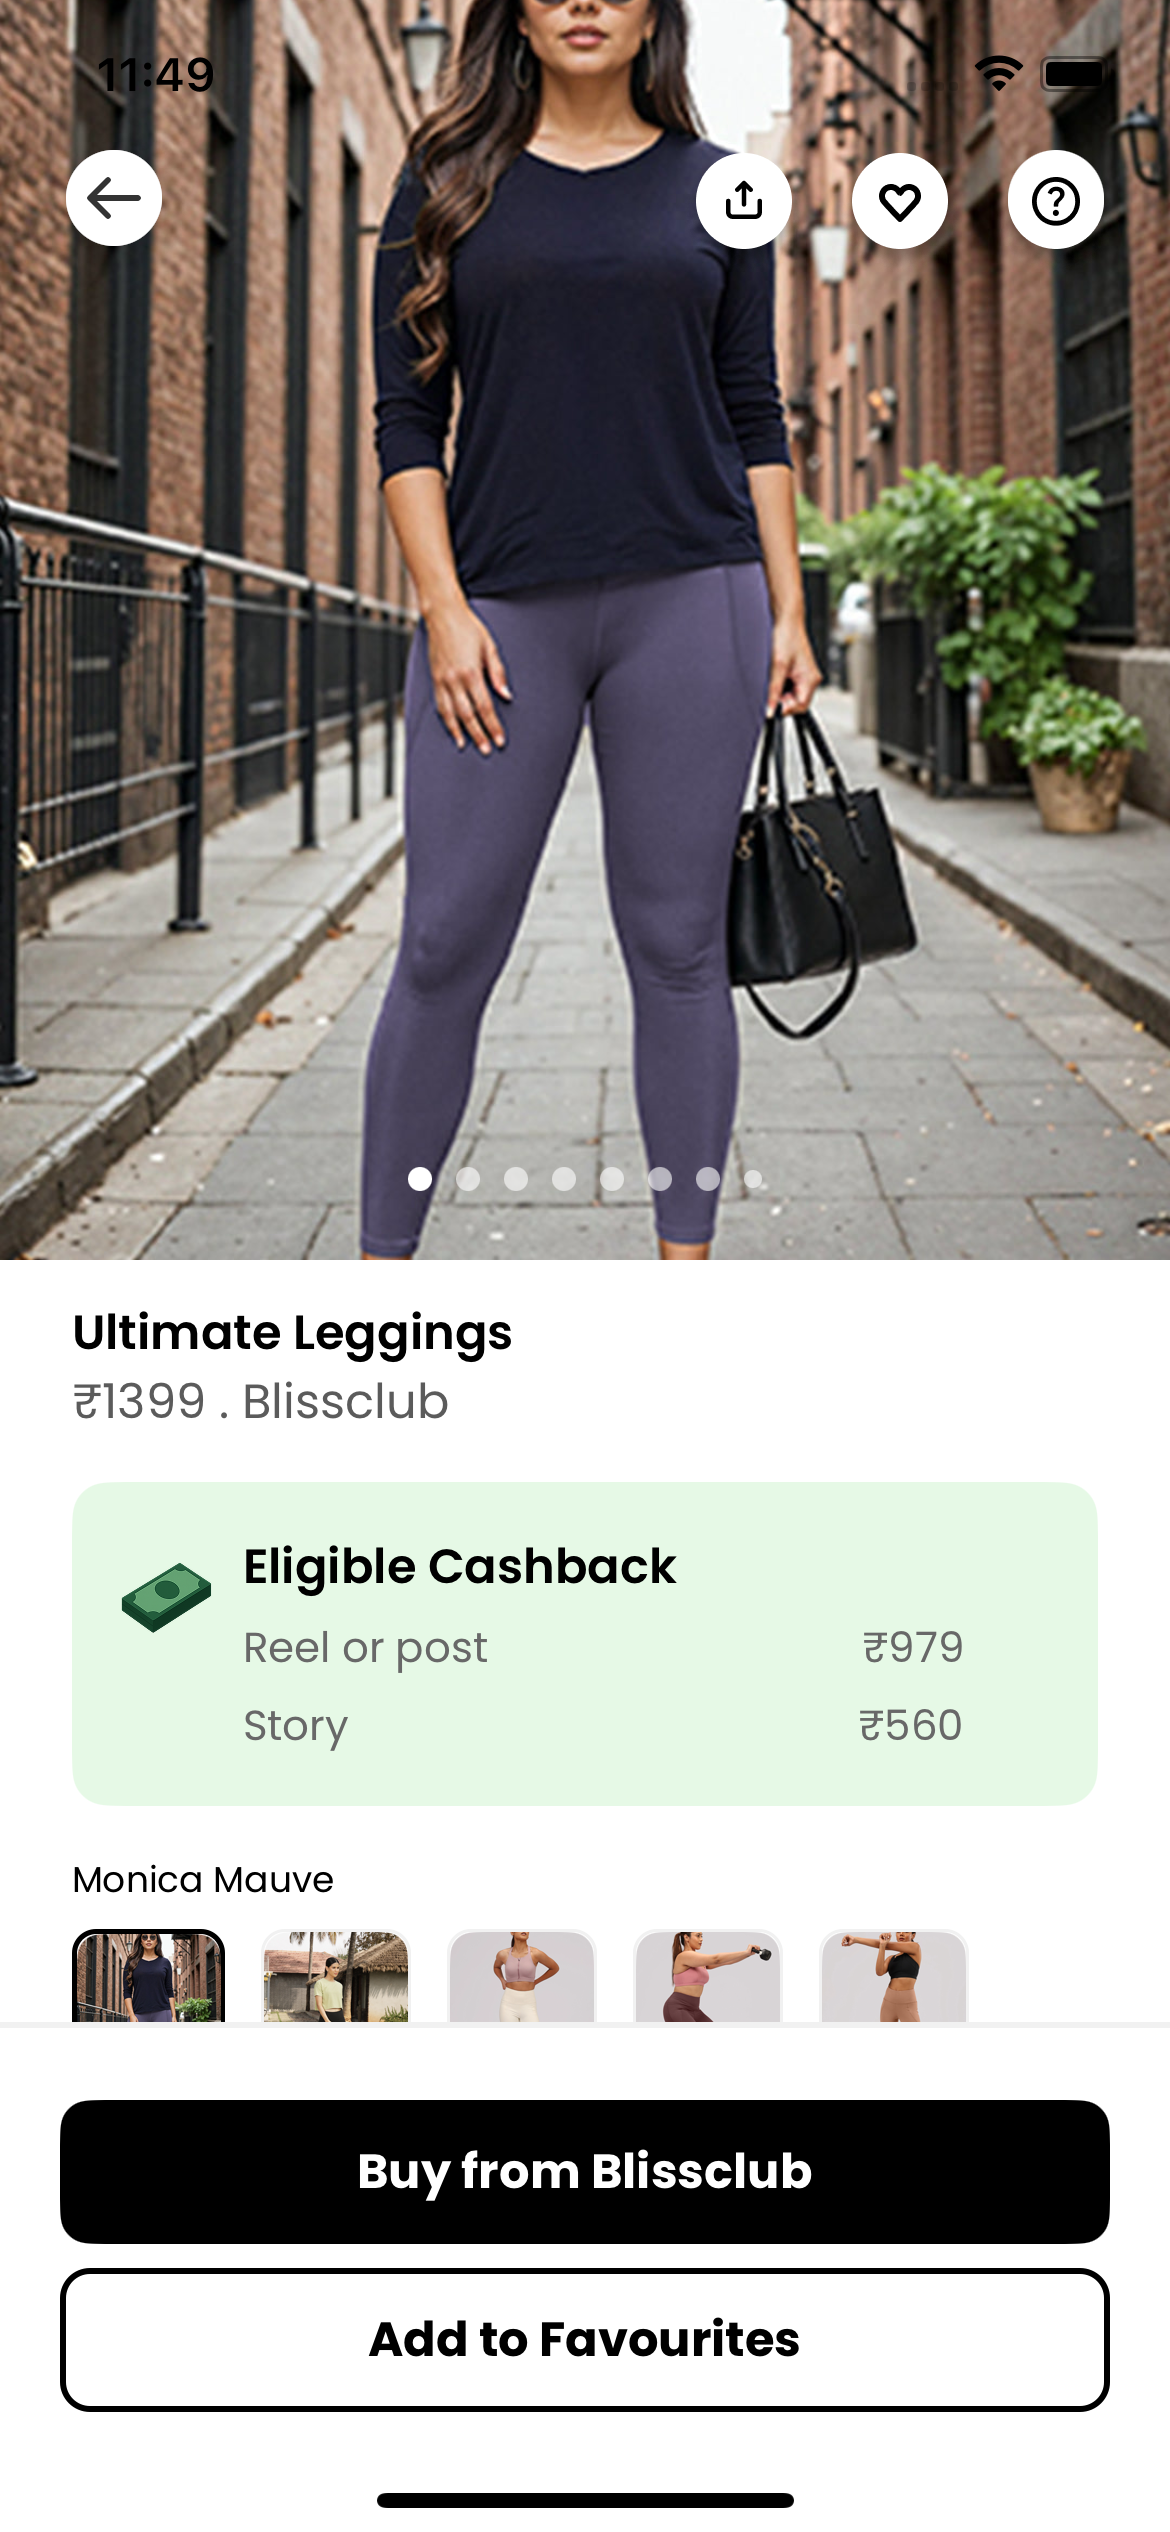 11:49
Ultimate Leggings
₹1399 . Blissclub
Eligible Cashback
Reel or post ₹979
Story ₹560
Monica Mauve
Buy from Blissclub
Add to Favourites